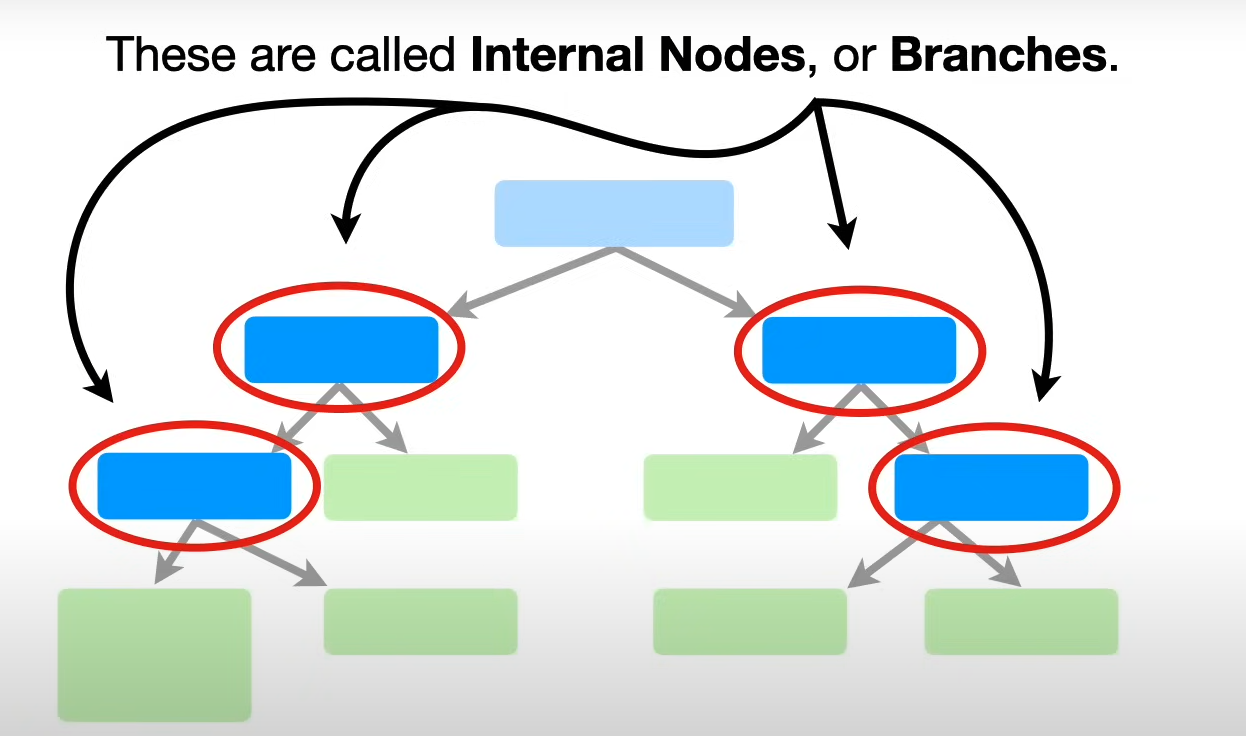 These are called Internal Nodes, or Branches.